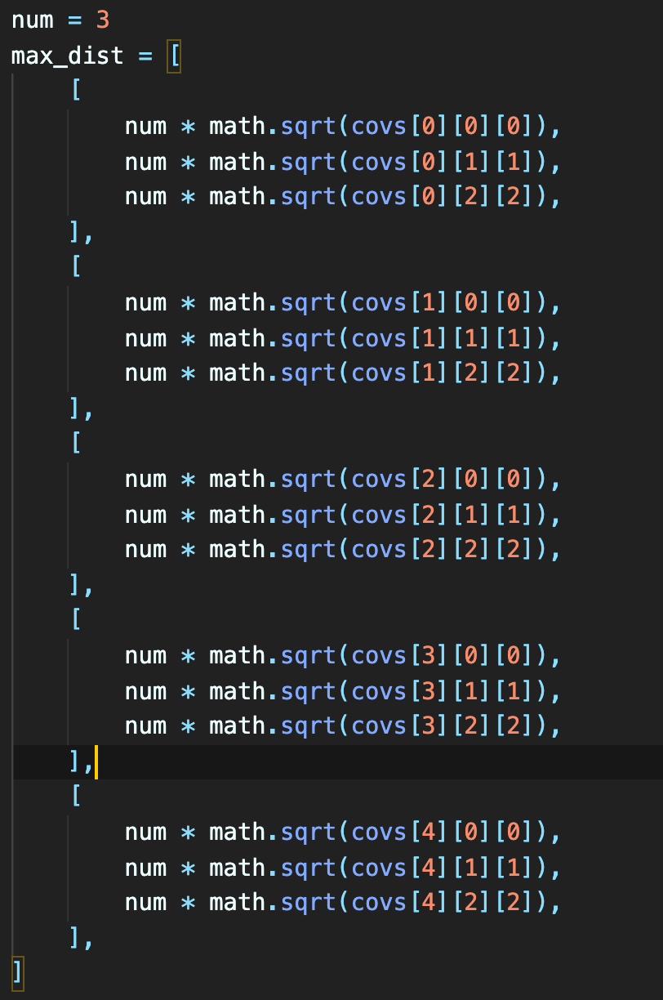 num = 3
max_dist = [
    [
        num * math.sqrt(covs[0][0][0]),
        num * math.sqrt(covs[0][1][1]),
        num * math.sqrt(covs[0][2][2]),
    ],
    [
        num * math.sqrt(covs[1][0][0]),
        num * math.sqrt(covs[1][1][1]),
        num * math.sqrt(covs[1][2][2]),
    ],
    [
        num * math.sqrt(covs[2][0][0]),
        num * math.sqrt(covs[2][1][1]),
        num * math.sqrt(covs[2][2][2]),
    ],
    [
        num * math.sqrt(covs[3][0][0]),
        num * math.sqrt(covs[3][1][1]),
        num * math.sqrt(covs[3][2][2]),
    ],
    [
        num * math.sqrt(covs[4][0][0]),
        num * math.sqrt(covs[4][1][1]),
        num * math.sqrt(covs[4][2][2]),
    ],
]